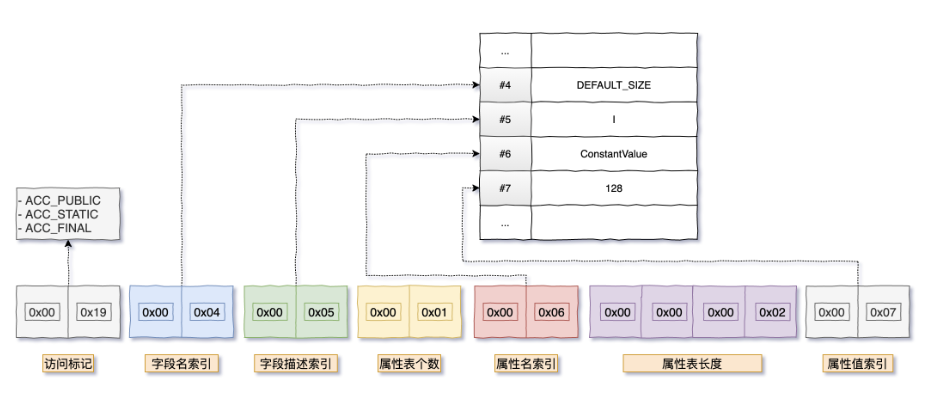 ...
#4 DEFAULT_SIZE
#5 I
#6 ConstantValue
#7 128
...
- ACC_PUBLIC
- ACC_STATIC
- ACC_FINAL
0x00 0x19 0x00 0x04 0x00 0x05 0x00 0x01 0x00 0x06 0x00 0x00 0x00 0x02 0x00 0x07
访问标记 字段名索引 字段描述索引 属性表个数 属性名索引 属性表长度 属性值索引